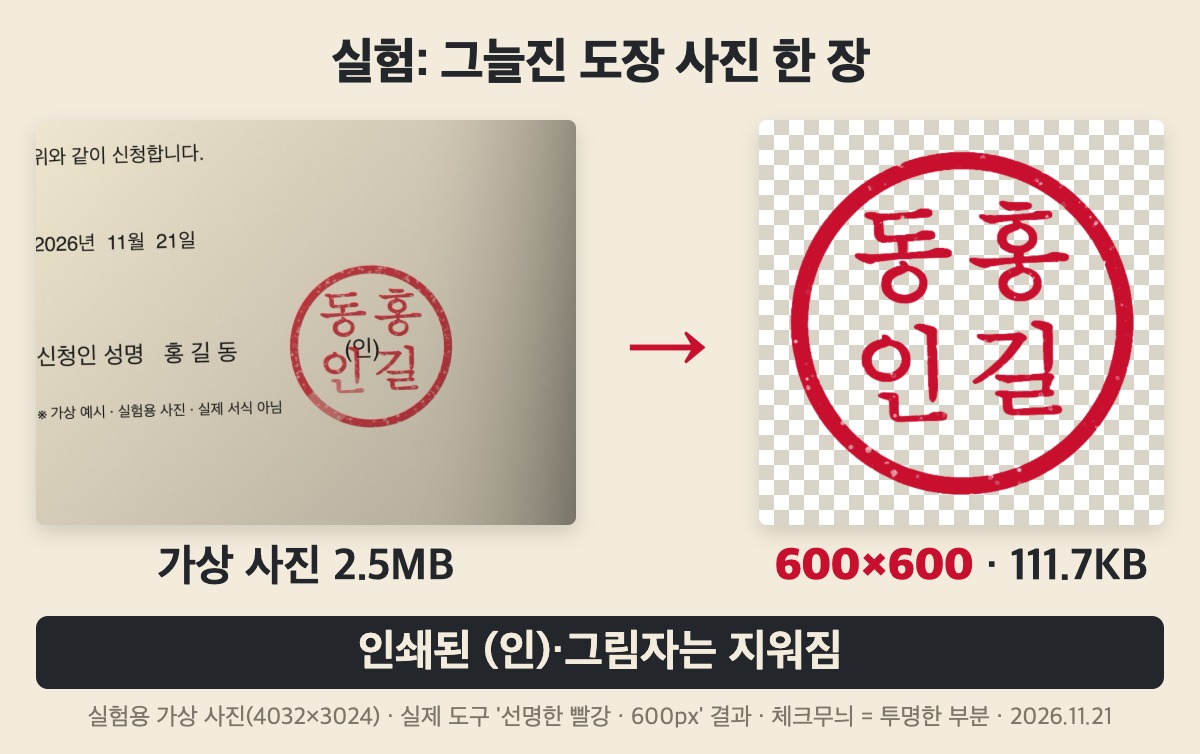 실험: 그늘진 도장 사진 한 장
위와 같이 신청합니다.
2026년 11월 21일
신청인 성명 홍 길 동
(인)
※ 가상 예시 · 실험용 사진 · 실제 서식 아님
동 홍
인 길
→
동 홍
인 길
가상 사진 2.5MB
600×600 · 111.7KB
인쇄된 (인)·그림자는 지워짐
실험용 가상 사진(4032×3024) · 실제 도구 '선명한 빨강 · 600px' 결과 · 체크무늬 = 투명한 부분 · 2026.11.21